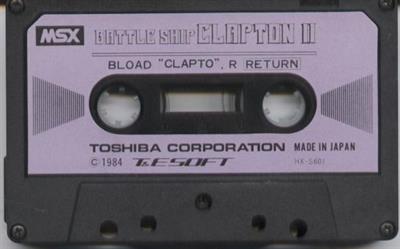 MSX BATTLE SHIP CLAPTON II
BLOAD "CLAPTO", R RETURN
TOSHIBA CORPORATION MADE IN JAPAN
© 1984 T&ESOFT HX-S601